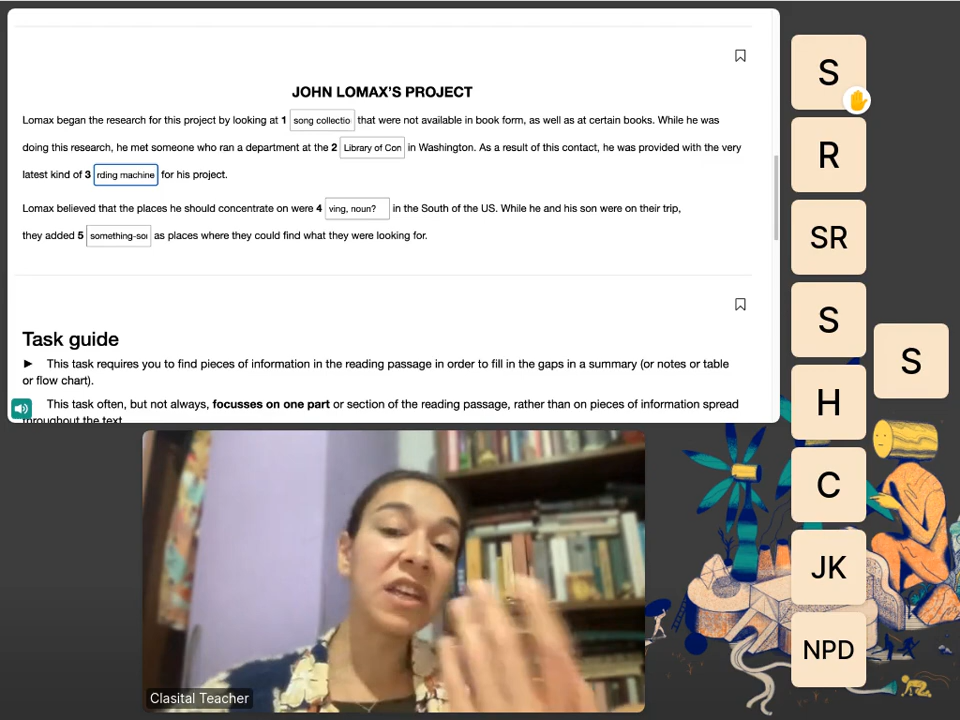 JOHN LOMAX'S PROJECT
Lomax began the research for this project by looking at 1 song collectio that were not available in book form, as well as at certain books. While he was
doing this research, he met someone who ran a department at the 2 Library of Con in Washington. As a result of this contact, he was provided with the very
latest kind of 3 rding machine for his project.
Lomax believed that the places he should concentrate on were 4 ving, noun? in the South of the US. While he and his son were on their trip,
they added 5 something-so as places where they could find what they were looking for.
Task guide
► This task requires you to find pieces of information in the reading passage in order to fill in the gaps in a summary (or notes or table
or flow chart).
This task often, but not always, focusses on one part or section of the reading passage, rather than on pieces of information spread
throughout the text
Clasital Teacher
S
R
SR
S
S
H
C
JK
NPD